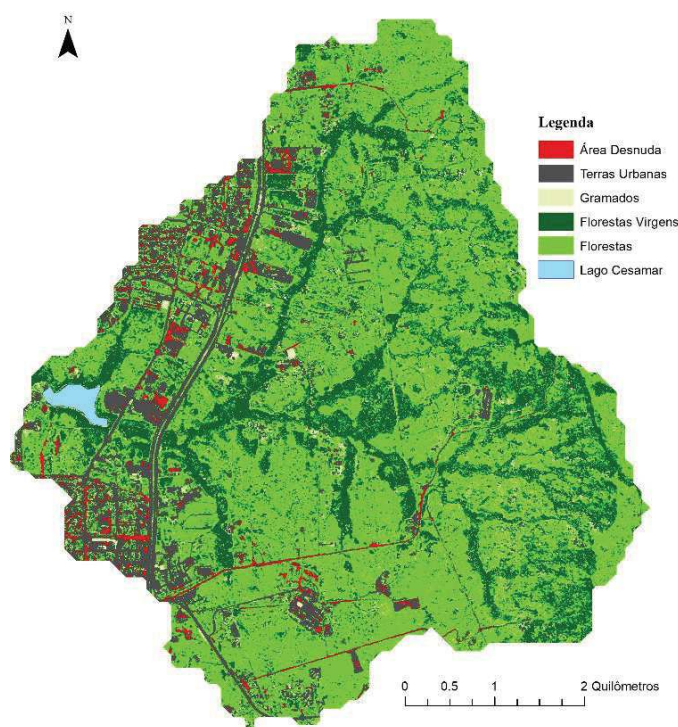 N
Legenda
Área Desnuda
Terras Urbanas
Gramados
Florestas Virgens
Florestas
Lago Cesamar
0 0.5 1 2 Quilômetros